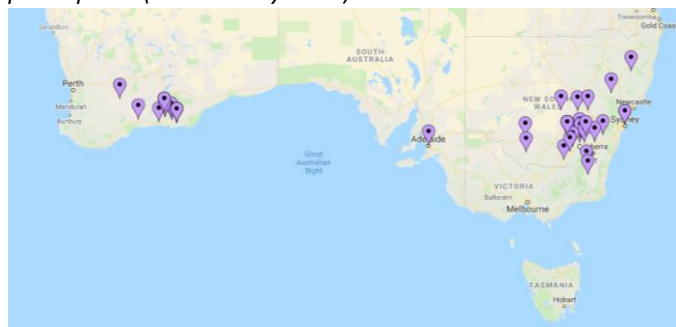 Geraldton
Toowoomba
Gold Coast
SOUTH
AUSTRALIA
Perth
NEW SO
WALES
Newcastle
Mandurah
Bunbury
Sydney
Adelaide
Great
Australian
Bight
Canberra
VICTORIA
Ballarat
Melbourne
TASMANIA
Hobart